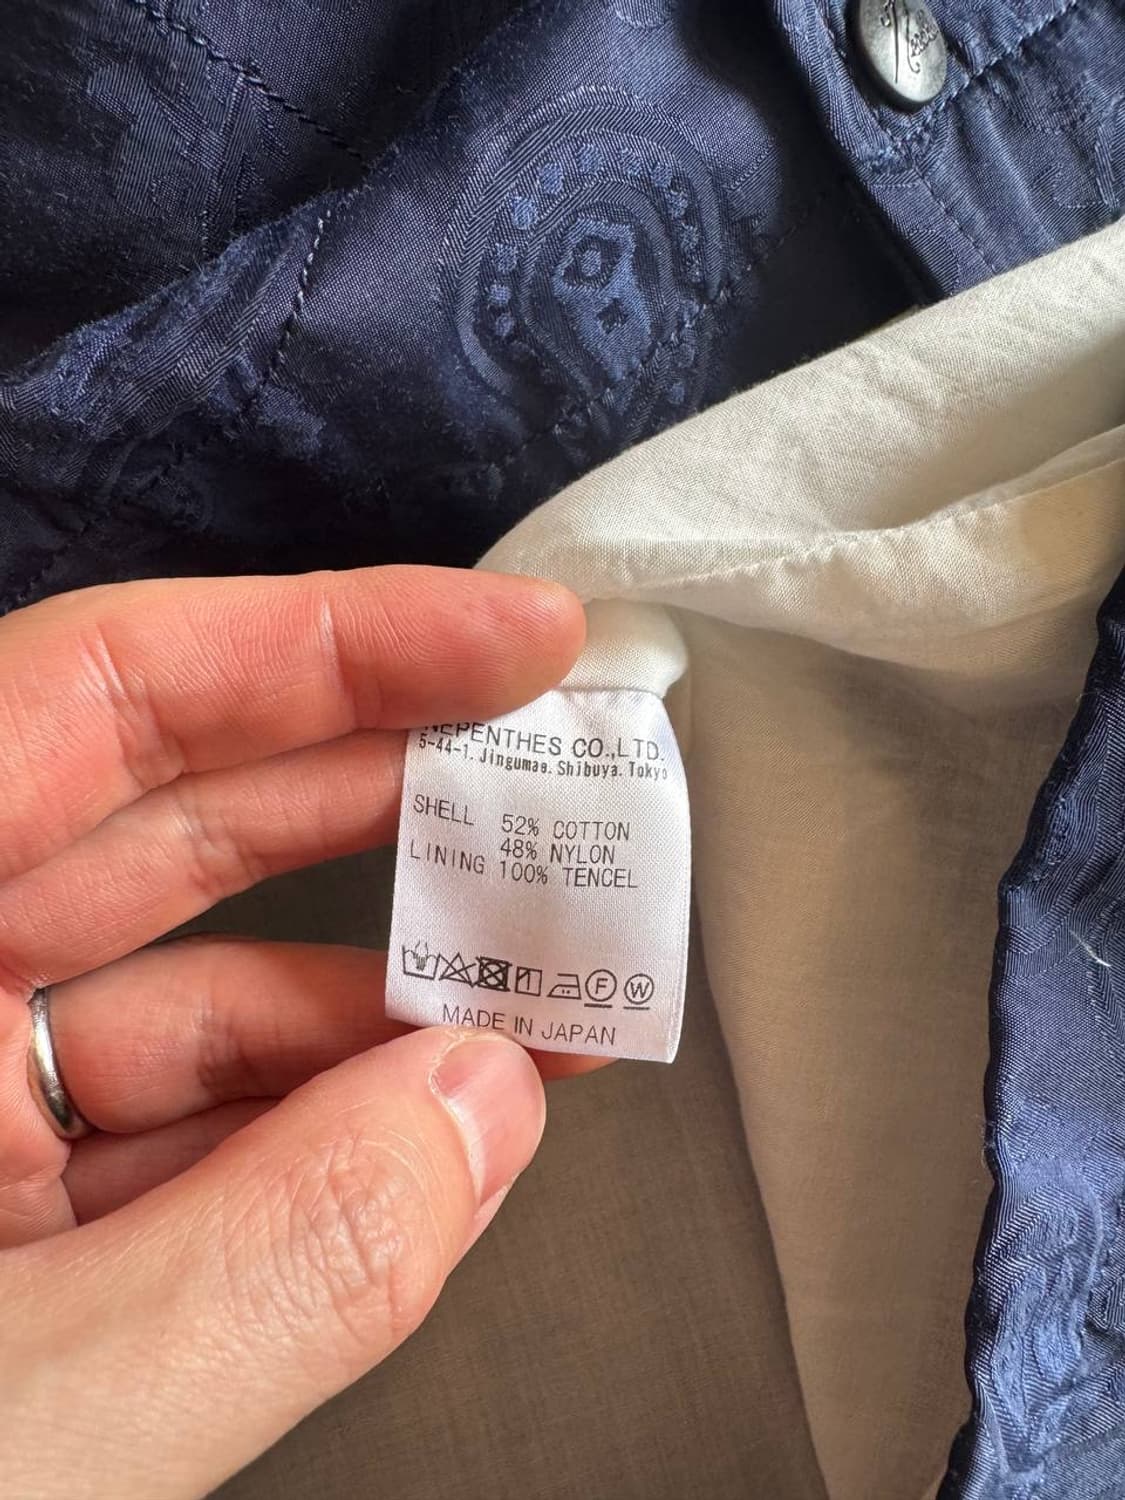 NEPENTHES CO.,LTD.
5-44-1. Jingumae. Shibuya. Tokyo
SHELL 52% COTTON
48% NYLON
LINING 100% TENCEL
F W
MADE IN JAPAN